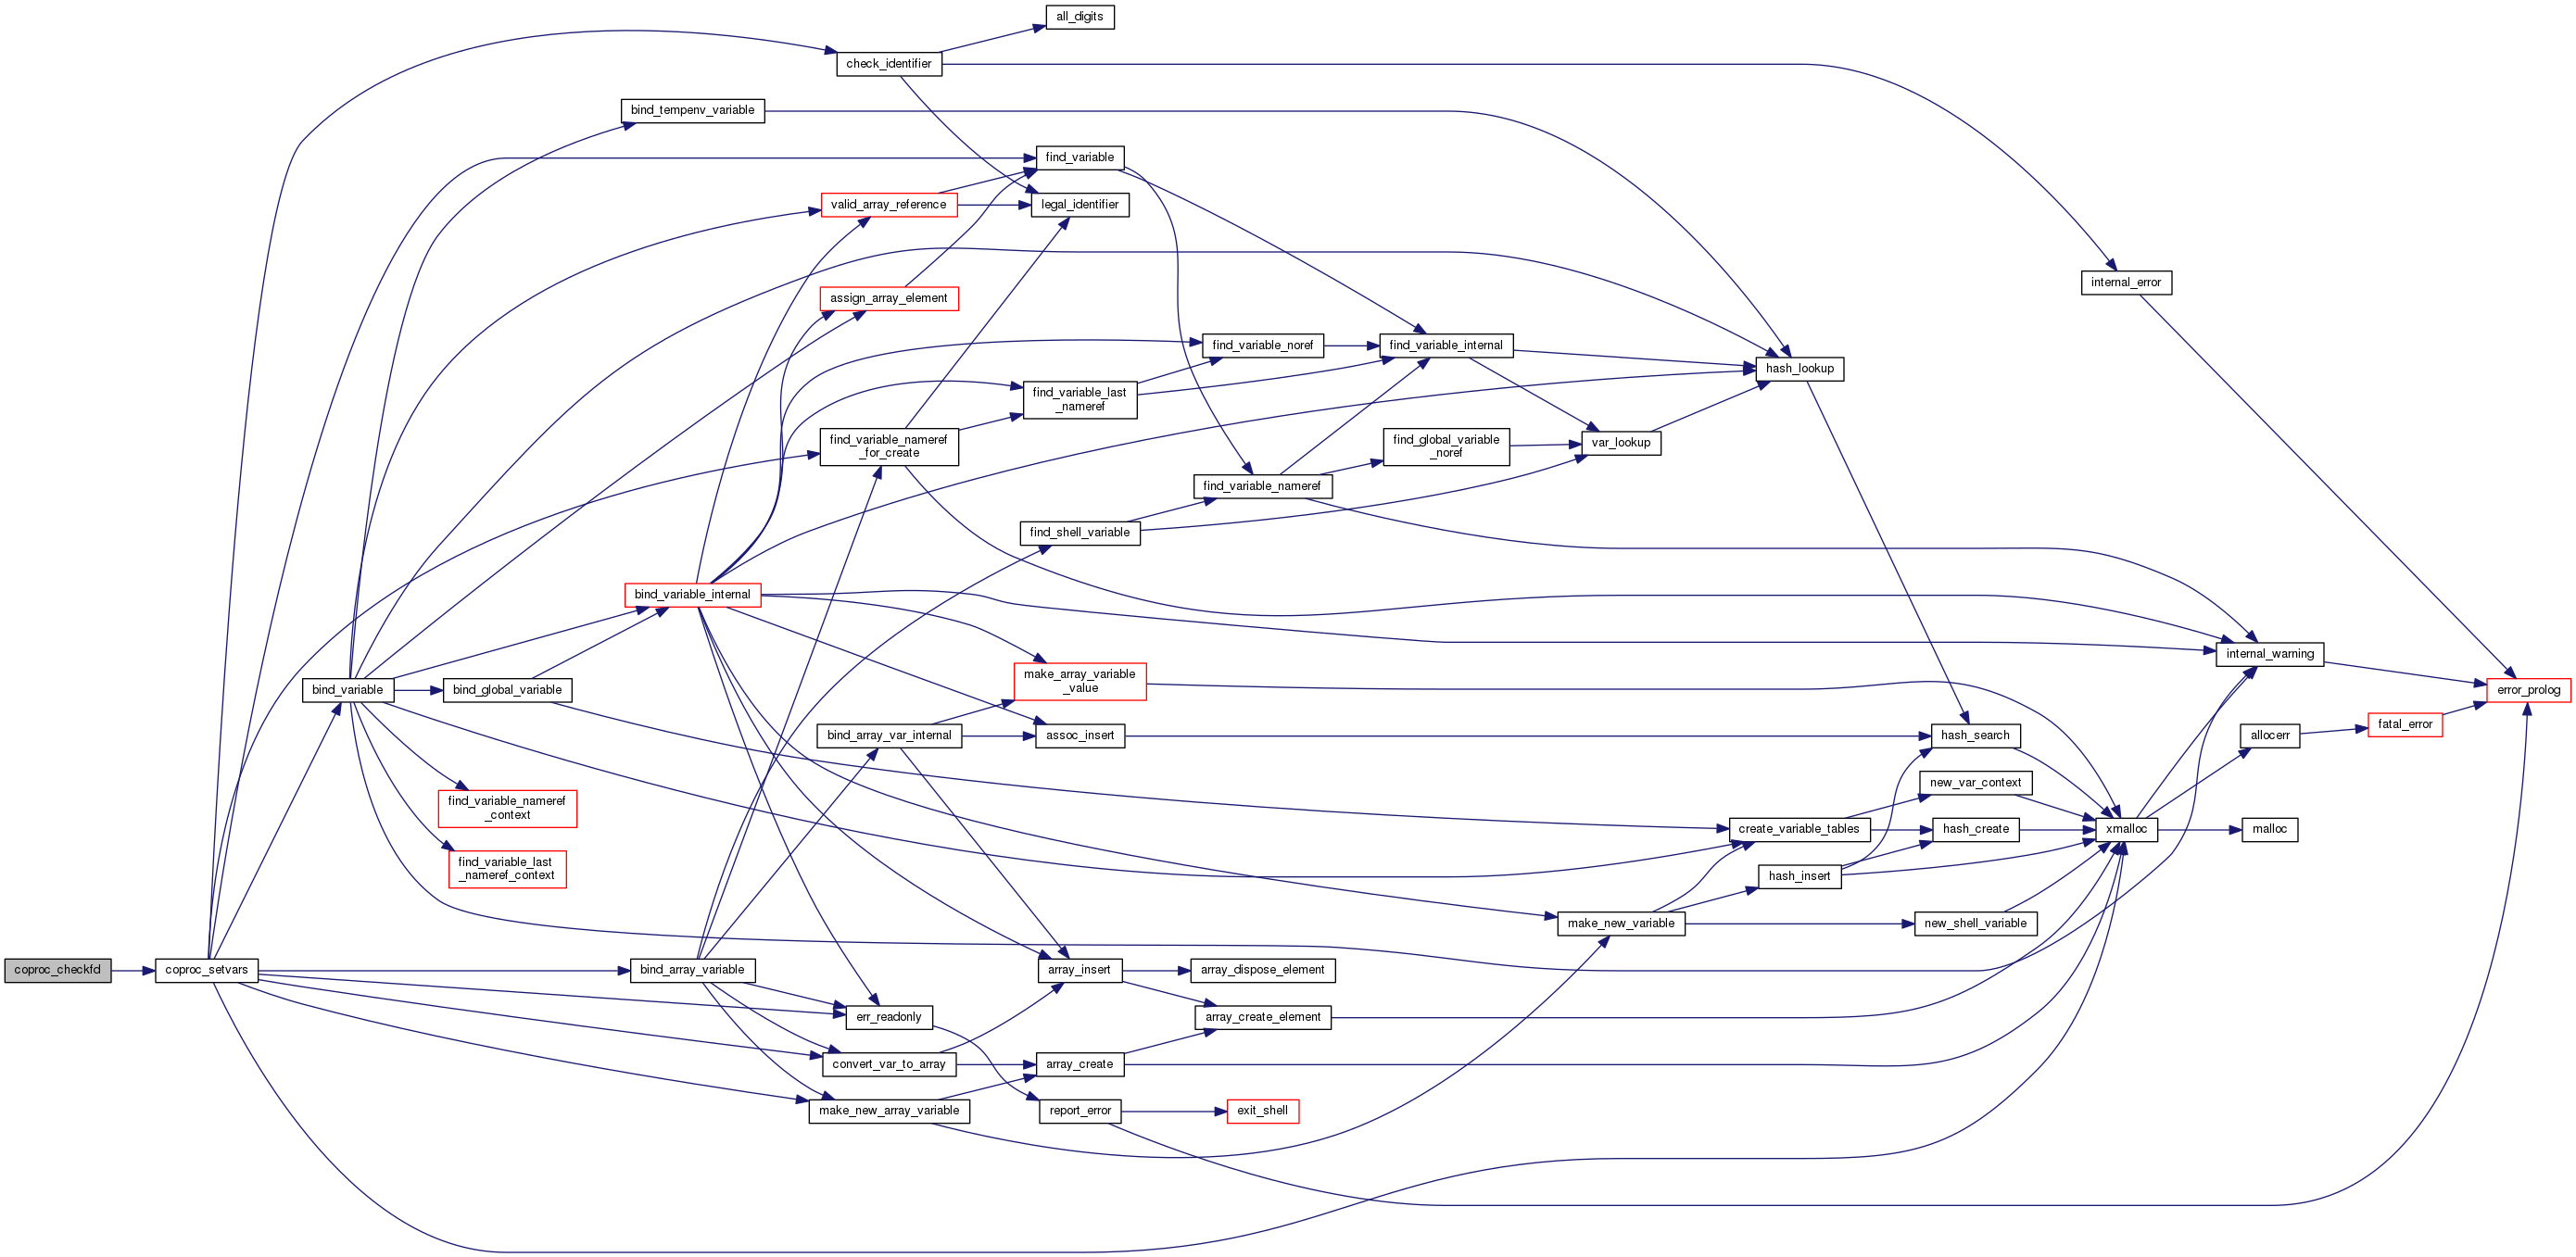 all_digits
check_identifier
bind_tempenv_variable
find_variable
valid_array_reference
legal_identifier
internal_error
assign_array_element
find_variable_noref
find_variable_internal
hash_lookup
find_variable_last
_nameref
find_variable_nameref
_for_create
find_global_variable
_noref
var_lookup
find_variable_nameref
find_shell_variable
bind_variable_internal
internal_warning
make_array_variable
_value
bind_variable
bind_global_variable
error_prolog
fatal_error
bind_array_var_internal
assoc_insert
hash_search
allocerr
find_variable_nameref
_context
new_var_context
create_variable_tables
hash_create
xmalloc
malloc
find_variable_last
_nameref_context
hash_insert
make_new_variable
new_shell_variable
coproc_checkfd
coproc_setvars
bind_array_variable
array_insert
array_dispose_element
err_readonly
array_create_element
convert_var_to_array
array_create
make_new_array_variable
report_error
exit_shell